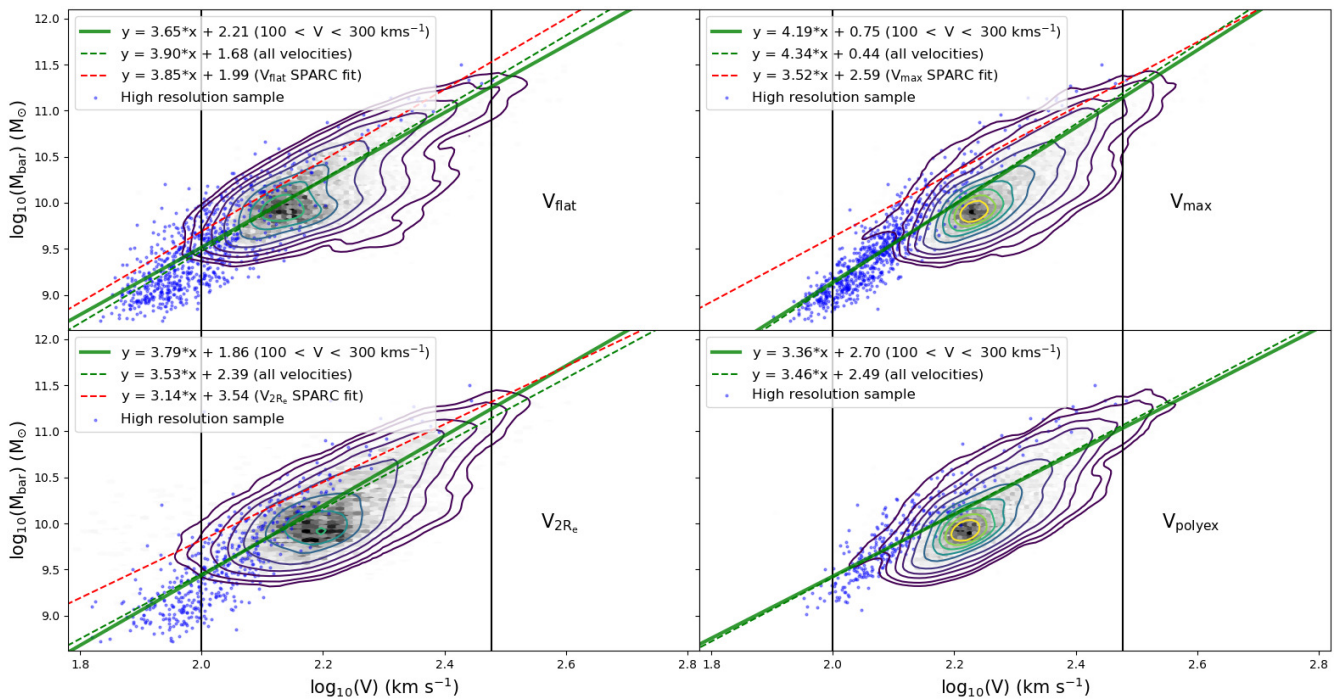 y = 3.65*x + 2.21 (100 < V < 300 kms⁻¹)
y = 3.90*x + 1.68 (all velocities)
y = 3.85*x + 1.99 (V_flat SPARC fit)
High resolution sample
V_flat
12.0
11.5
11.0
10.5
10.0
9.5
9.0
log₁₀(M_bar) (M_⊙)
y = 4.19*x + 0.75 (100 < V < 300 kms⁻¹)
y = 4.34*x + 0.44 (all velocities)
y = 3.52*x + 2.59 (V_max SPARC fit)
High resolution sample
V_max
y = 3.79*x + 1.86 (100 < V < 300 kms⁻¹)
y = 3.53*x + 2.39 (all velocities)
y = 3.14*x + 3.54 (V_2Rₑ SPARC fit)
High resolution sample
V_2Rₑ
12.0
11.5
11.0
10.5
10.0
9.5
9.0
log₁₀(M_bar) (M_⊙)
1.8 2.0 2.2 2.4 2.6 2.8
log₁₀(V) (km s⁻¹)
y = 3.36*x + 2.70 (100 < V < 300 kms⁻¹)
y = 3.46*x + 2.49 (all velocities)
High resolution sample
V_polyex
1.8 2.0 2.2 2.4 2.6 2.8
log₁₀(V) (km s⁻¹)